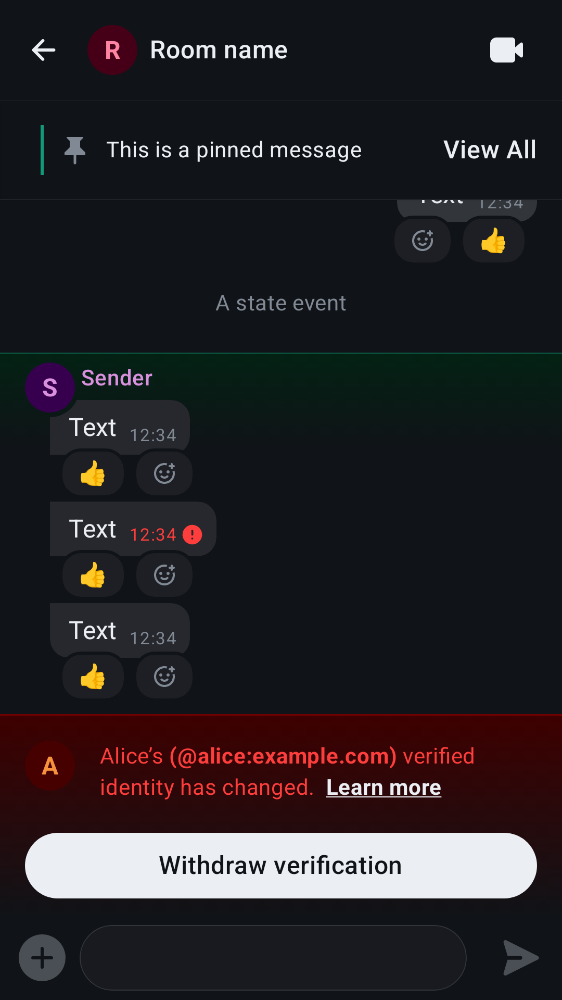 R Room name
This is a pinned message View All
Text 12:34
A state event
S Sender
Text 12:34
Text 12:34 !
Text 12:34
A Alice’s (@alice:example.com) verified
identity has changed. Learn more
Withdraw verification